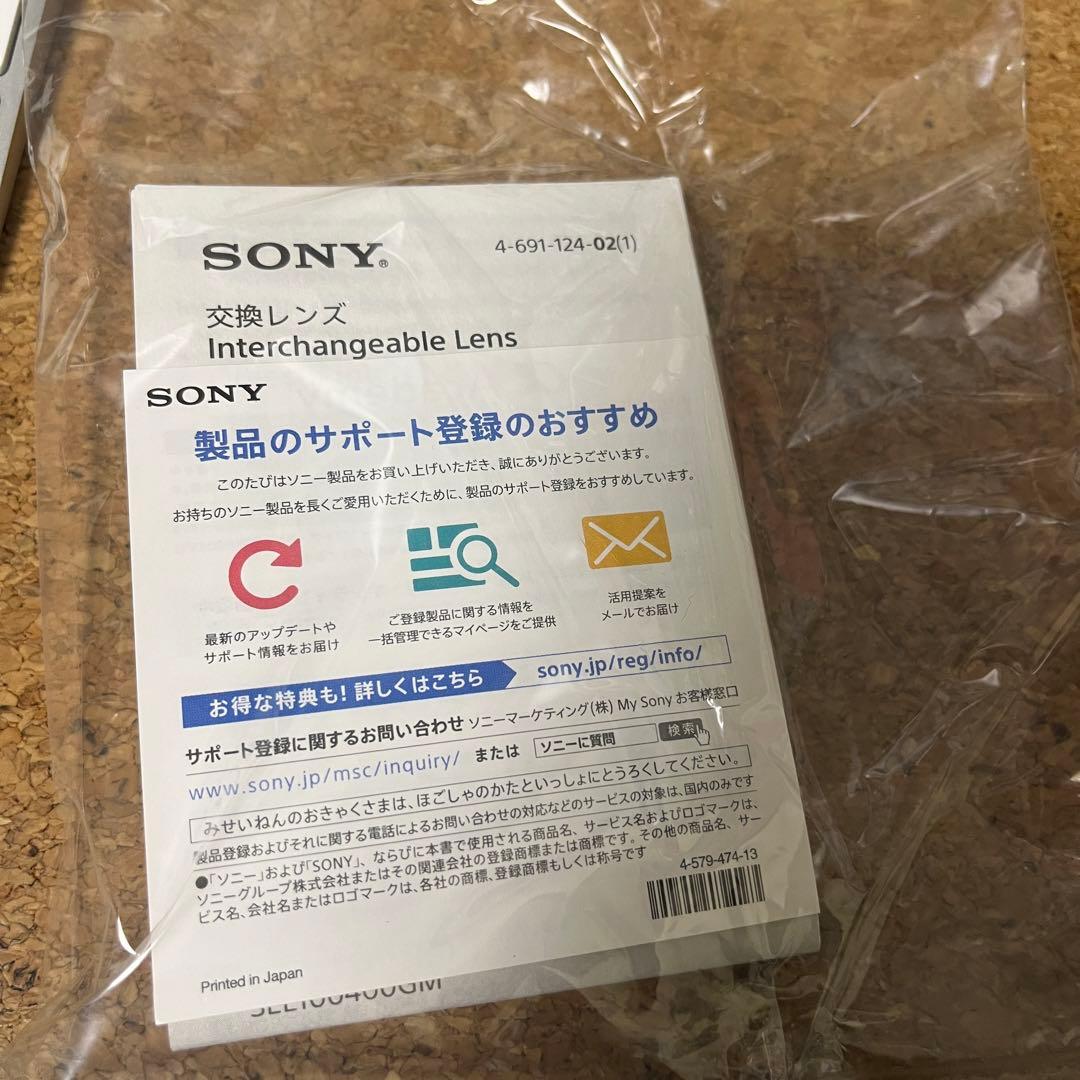 SONY®
4-691-124-02(1)
交換レンズ
Interchangeable Lens
SONY
製品のサポート登録のおすすめ
このたびはソニー製品をお買い上げいただき、誠にありがとうございます。
お持ちのソニー製品を長くご愛用いただくために、製品のサポート登録をおすすめしています。
最新のアップデートや
サポート情報をお届け
ご登録製品に関する情報を
一括管理できるマイページをご提供
活用提案を
メールでお届け
お得な特典も! 詳しくはこちら sony.jp/reg/info/
サポート登録に関するお問い合わせ ソニーマーケティング(株) My Sony お客様窓口
www.sony.jp/msc/inquiry/ または ソニーに質問 検索
みせいねんのおきゃくさまは、ほごしゃのかたといっしょにとうろくしてください。
製品登録およびそれに関する電話によるお問い合わせの対応などのサービスの対象は、国内のみです
●「ソニー」および「SONY」、ならびに本書で使用される商品名、サービス名およびロゴマークは、
ソニーグループ株式会社またはその関連会社の登録商標または商標です。その他の商品名、サー
ビス名、会社名またはロゴマークは、各社の商標、登録商標もしくは称号です
4-579-474-13
Printed in Japan
SEL100400GM